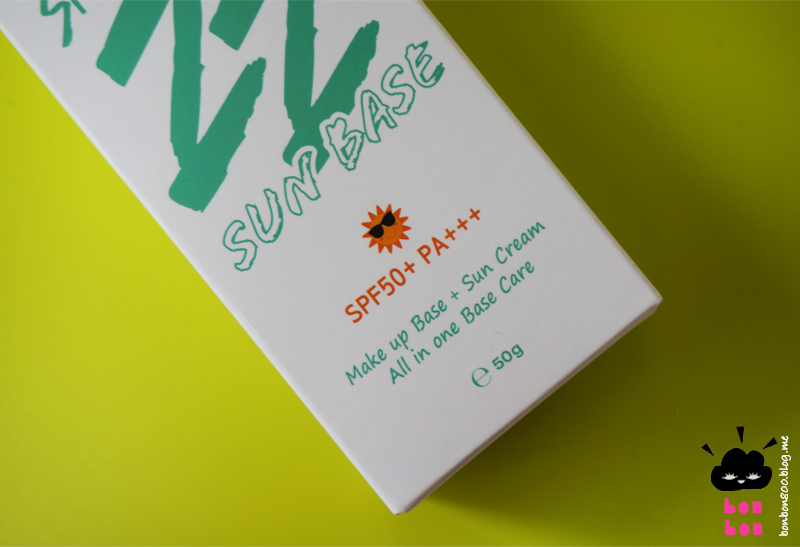 SUN BASE
SPF50+ PA+++
Make up Base + Sun Cream
All in one Base Care
℮ 50g
bon
bon
bonbon800.blog.me